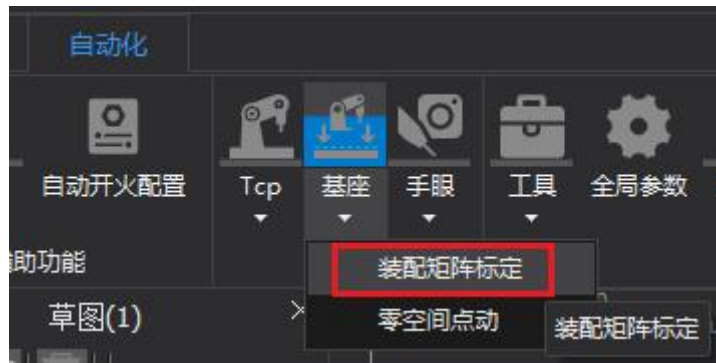 自动化
自动开火配置
Tcp
基座
手眼
工具
全局参数
助功能
装配矩阵标定
草图(1)
零空间点动
装配矩阵标定